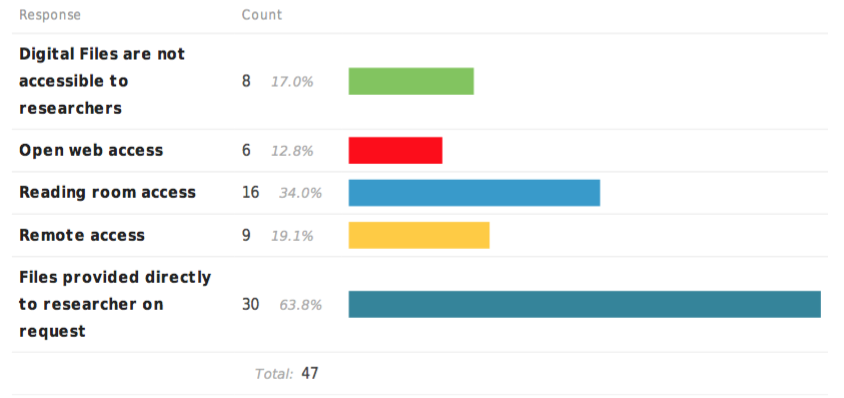 Response Count
Digital Files are not
accessible to 8 17.0%
researchers
Open web access 6 12.8%
Reading room access 16 34.0%
Remote access 9 19.1%
Files provided directly
to researcher on 30 63.8%
request
Total: 47